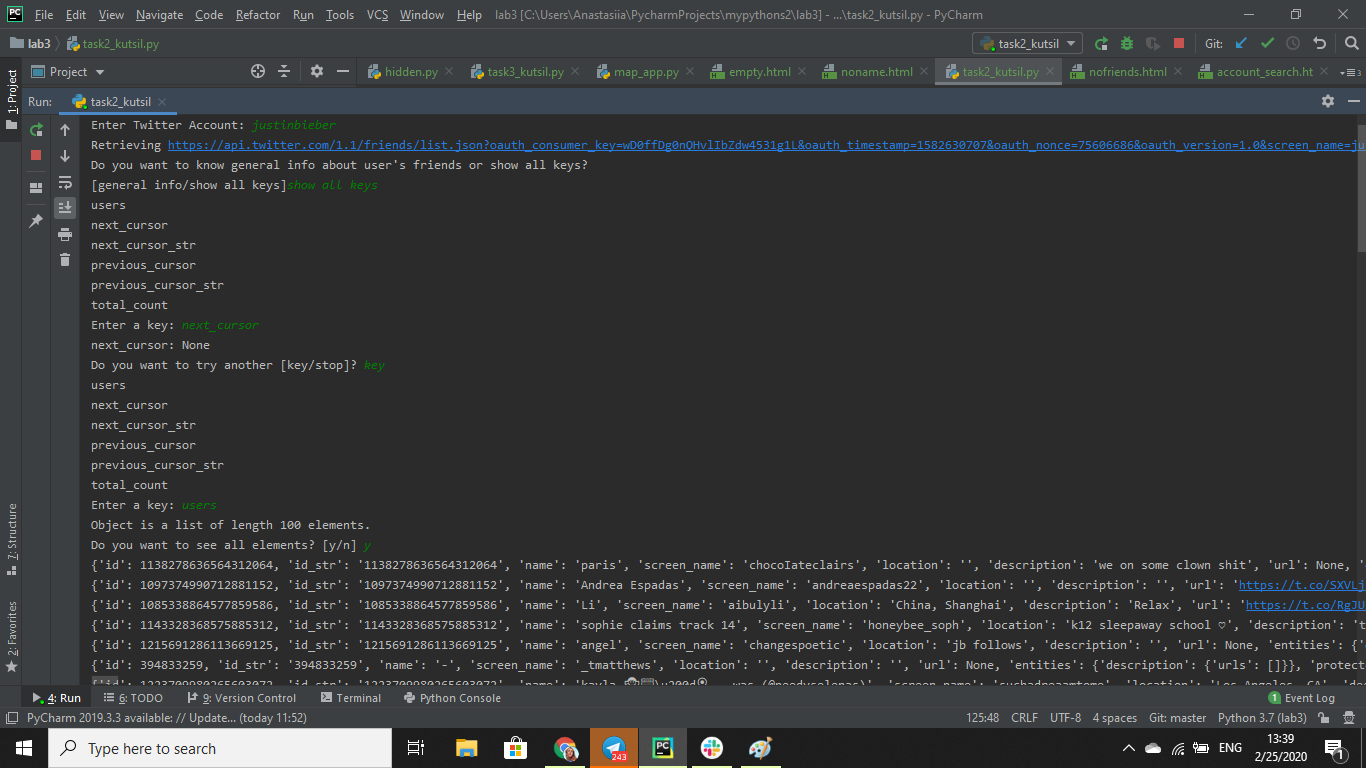 File Edit View Navigate Code Refactor Run Tools VCS Window Help lab3 [C:\Users\Anastasiia\PycharmProjects\mypythons2\lab3] - ...\task2_kutsil.py - PyCharm
lab3 task2_kutsil.py task2_kutsil Git:
Project hidden.py task3_kutsil.py map_app.py empty.html noname.html task2_kutsil.py nofriends.html account_search.ht
1: Project
Run: task2_kutsil
Enter Twitter Account: justinbieber
Retrieving https://api.twitter.com/1.1/friends/list.json?oauth_consumer_key=wD0ffDg0nQHvlIbZdw4531g1L&oauth_timestamp=1582630707&oauth_nonce=75606686&oauth_version=1.0&screen_name=ju
Do you want to know general info about user's friends or show all keys?
[general info/show all keys]show all keys
users
next_cursor
next_cursor_str
previous_cursor
previous_cursor_str
total_count
Enter a key: next_cursor
next_cursor: None
Do you want to try another [key/stop]? key
users
next_cursor
next_cursor_str
previous_cursor
previous_cursor_str
total_count
Enter a key: users
Object is a list of length 100 elements.
Do you want to see all elements? [y/n] y
{'id': 1138278636564312064, 'id_str': '1138278636564312064', 'name': 'paris', 'screen_name': 'chocoIateclairs', 'location': '', 'description': 'we on some clown shit', 'url': None, '
{'id': 1097374990712881152, 'id_str': '1097374990712881152', 'name': 'Andrea Espadas', 'screen_name': 'andreaespadas22', 'location': '', 'description': '', 'url': 'https://t.co/SXVLj
{'id': 1085338864577859586, 'id_str': '1085338864577859586', 'name': 'Li', 'screen_name': 'aibulyli', 'location': 'China, Shanghai', 'description': 'Relax', 'url': 'https://t.co/RgJU
{'id': 1143328368575885312, 'id_str': '1143328368575885312', 'name': 'sophie claims track 14', 'screen_name': 'honeybee_soph', 'location': 'k12 sleepaway school ♡', 'description': 't
{'id': 1215691286113669125, 'id_str': '1215691286113669125', 'name': 'angel', 'screen_name': 'changespoetic', 'location': 'jb follows', 'description': '', 'url': None, 'entities': {'
{'id': 394833259, 'id_str': '394833259', 'name': '-', 'screen_name': '_tmatthews', 'location': '', 'description': '', 'url': None, 'entities': {'description': {'urls': []}}, 'protect
7: Structure
2: Favorites
4: Run 6: TODO 9: Version Control Terminal Python Console 1 Event Log
PyCharm 2019.3.3 available: // Update... (today 11:52) 125:48 CRLF UTF-8 4 spaces Git: master Python 3.7 (lab3)
Type here to search 243 ENG 13:39
2/25/2020 1